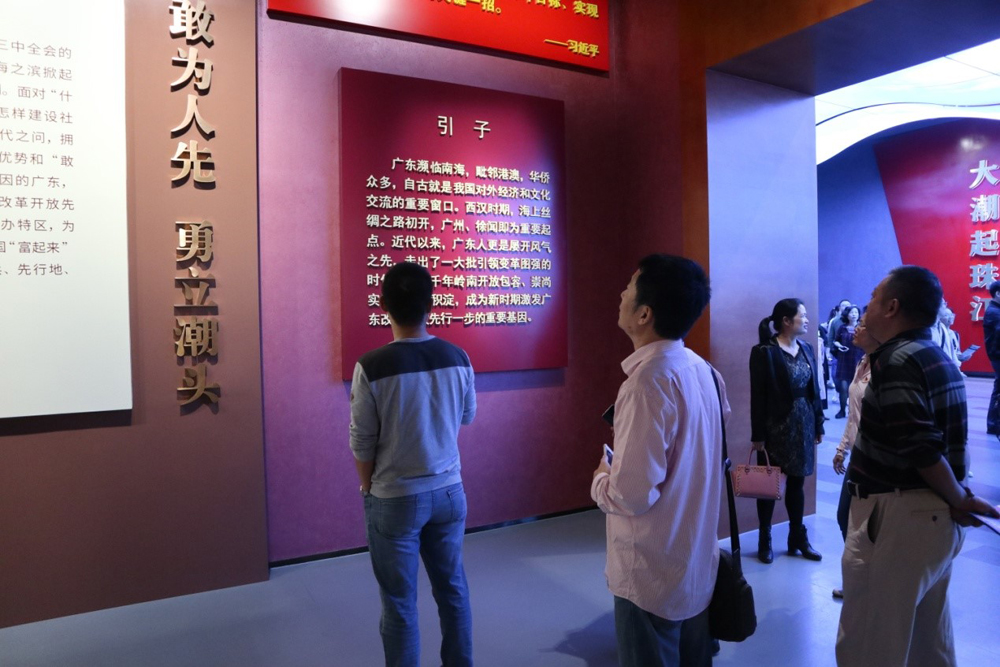 三中全会的
海之滨掀起
面对“什
怎样建设社
代之问，拥
优势和“敢
因的广东，
改革开放先
办特区，为
国“富起来”
先行地、
敢为人先 勇立潮头
一招。
实现
——习近平
引 子
广东濒临南海，毗邻港澳，华侨
众多，自古就是我国对外经济和文化
交流的重要窗口。西汉时期，海上丝
绸之路初开，广州、徐闻即为重要起
点。近代以来，广东人更是屡开风气
之先，走出了一大批引领变革图强的
时 千年岭南开放包容、崇尚
实 积淀，成为新时期激发广
东改 先行一步的重要基因。
大潮起珠江